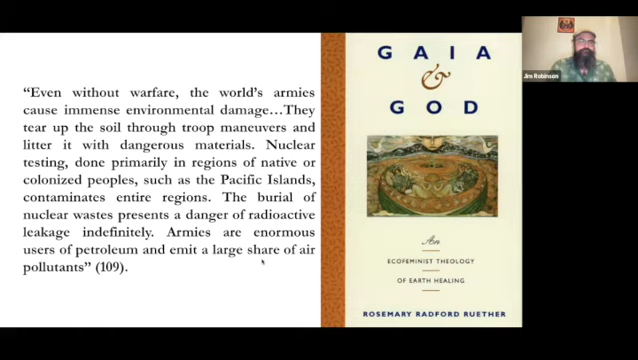 “Even without warfare, the world’s armies
cause immense environmental damage…They
tear up the soil through troop maneuvers and
litter it with dangerous materials. Nuclear
testing, done primarily in regions of native or
colonized peoples, such as the Pacific Islands,
contaminates entire regions. The burial of
nuclear wastes presents a danger of radioactive
leakage indefinitely. Armies are enormous
users of petroleum and emit a large share of air
pollutants” (109).
GAIA
&
GOD
An
ECOFEMINIST THEOLOGY
OF EARTH HEALING
ROSEMARY RADFORD RUETHER
Jim Robinson